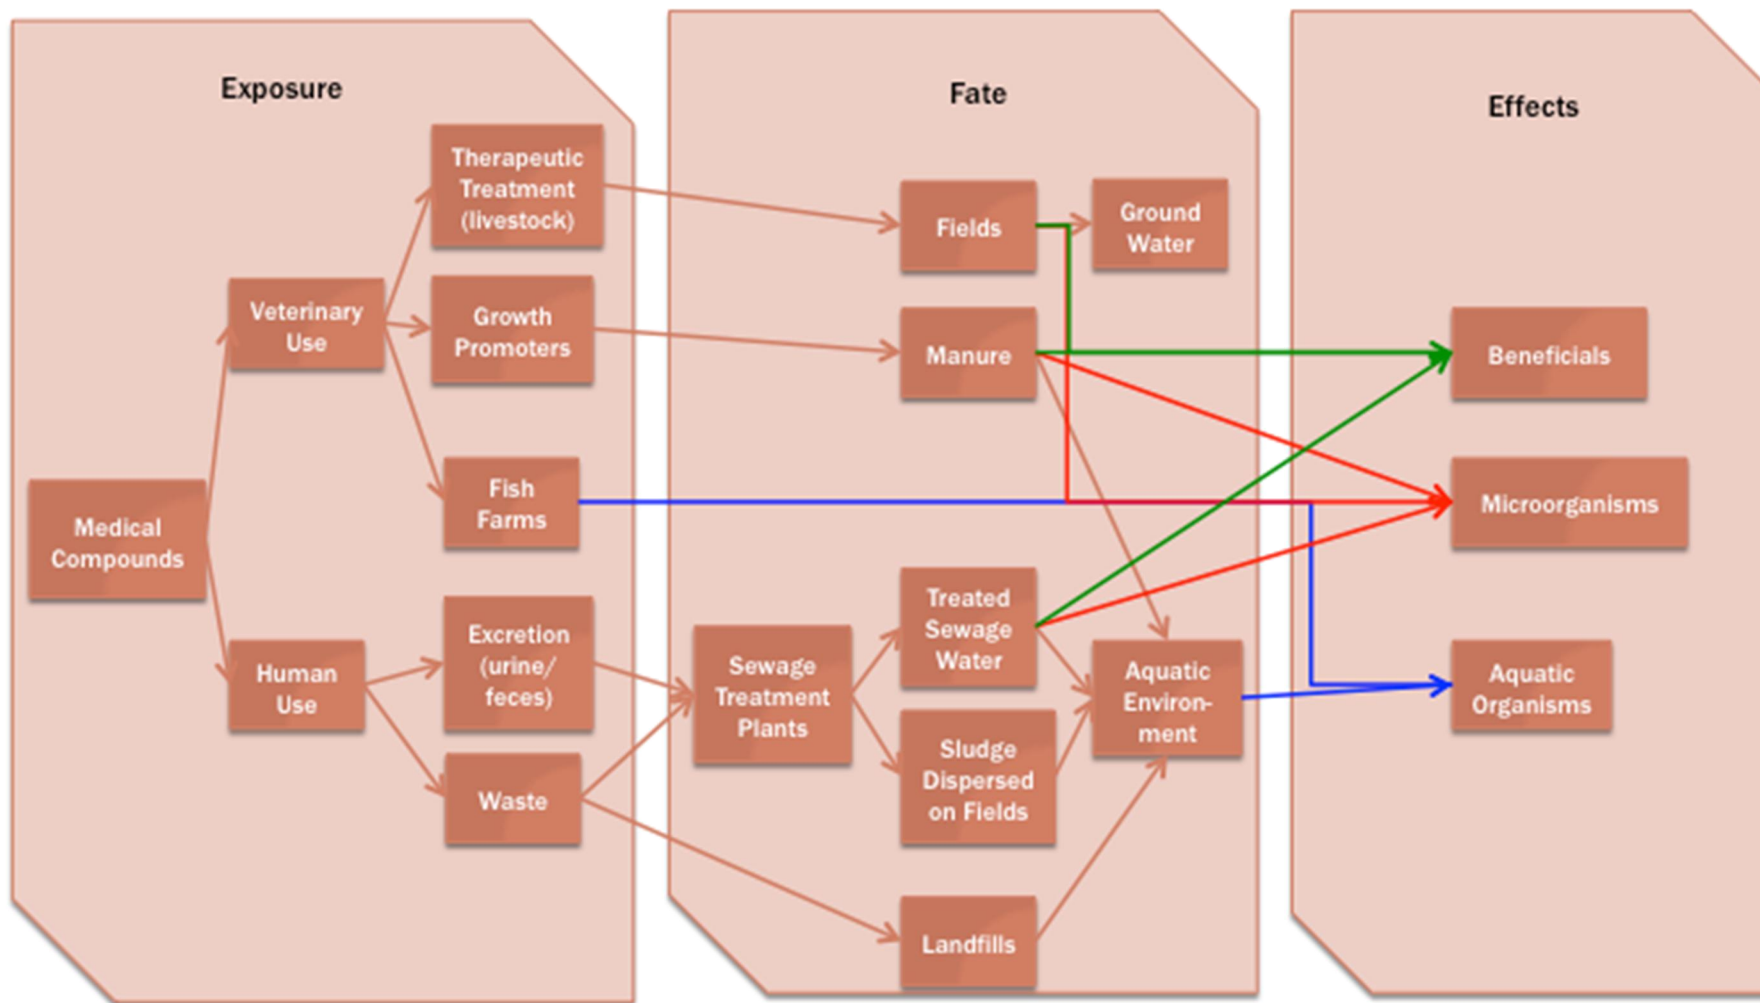 Exposure
Therapeutic
Treatment
(livestock)
Veterinary
Use
Growth
Promoters
Fish
Farms
Medical
Compounds
Human
Use
Excretion
(urine/
feces)
Waste
Fate
Fields
Ground
Water
Manure
Treated
Sewage
Water
Sewage
Treatment
Plants
Aquatic
Environ-
ment
Sludge
Dispersed
on Fields
Landfills
Effects
Beneficials
Microorganisms
Aquatic
Organisms